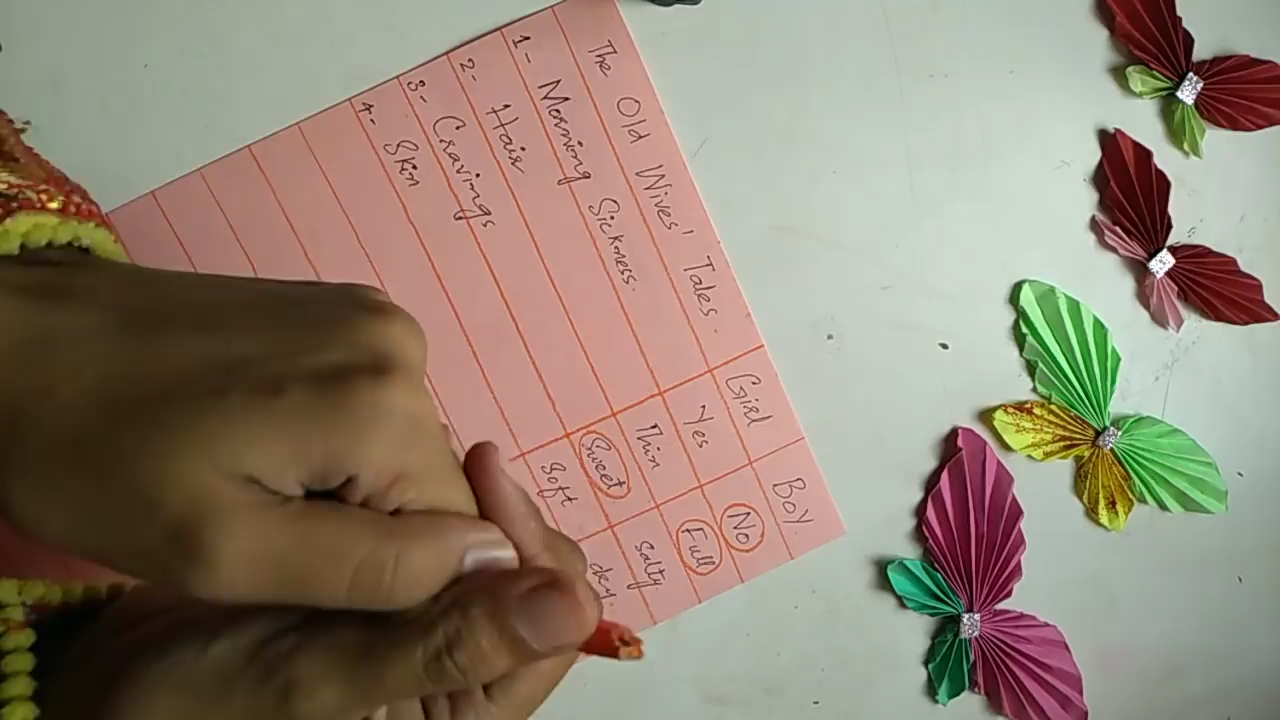 The Old Wives' Tales. Girl Boy.
1- Morning Sickness. Yes No
2- Hair Thin Full
3- Cravings Sweet Salty.
4- Skin Soft dry.